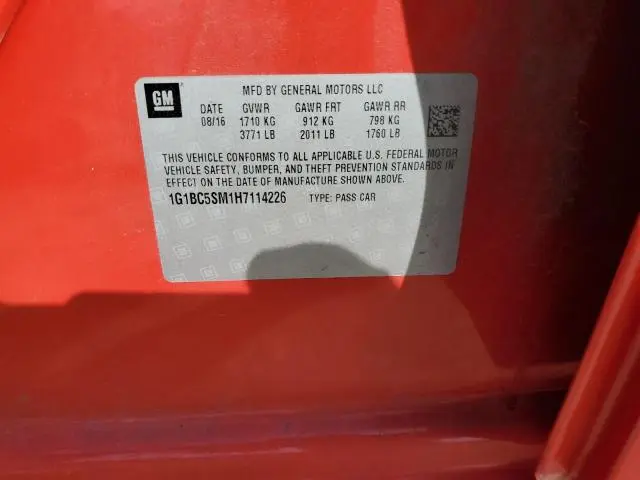 GM
MFD BY GENERAL MOTORS LLC
DATE GVWR GAWR FRT GAWR RR
08/16 1710 KG 912 KG 798 KG
3771 LB 2011 LB 1760 LB
THIS VEHICLE CONFORMS TO ALL APPLICABLE U.S. FEDERAL MOTOR
VEHICLE SAFETY, BUMPER, AND THEFT PREVENTION STANDARDS IN
EFFECT ON THE DATE OF MANUFACTURE SHOWN ABOVE.
1G1BC5SM1H7114226 TYPE: PASS CAR